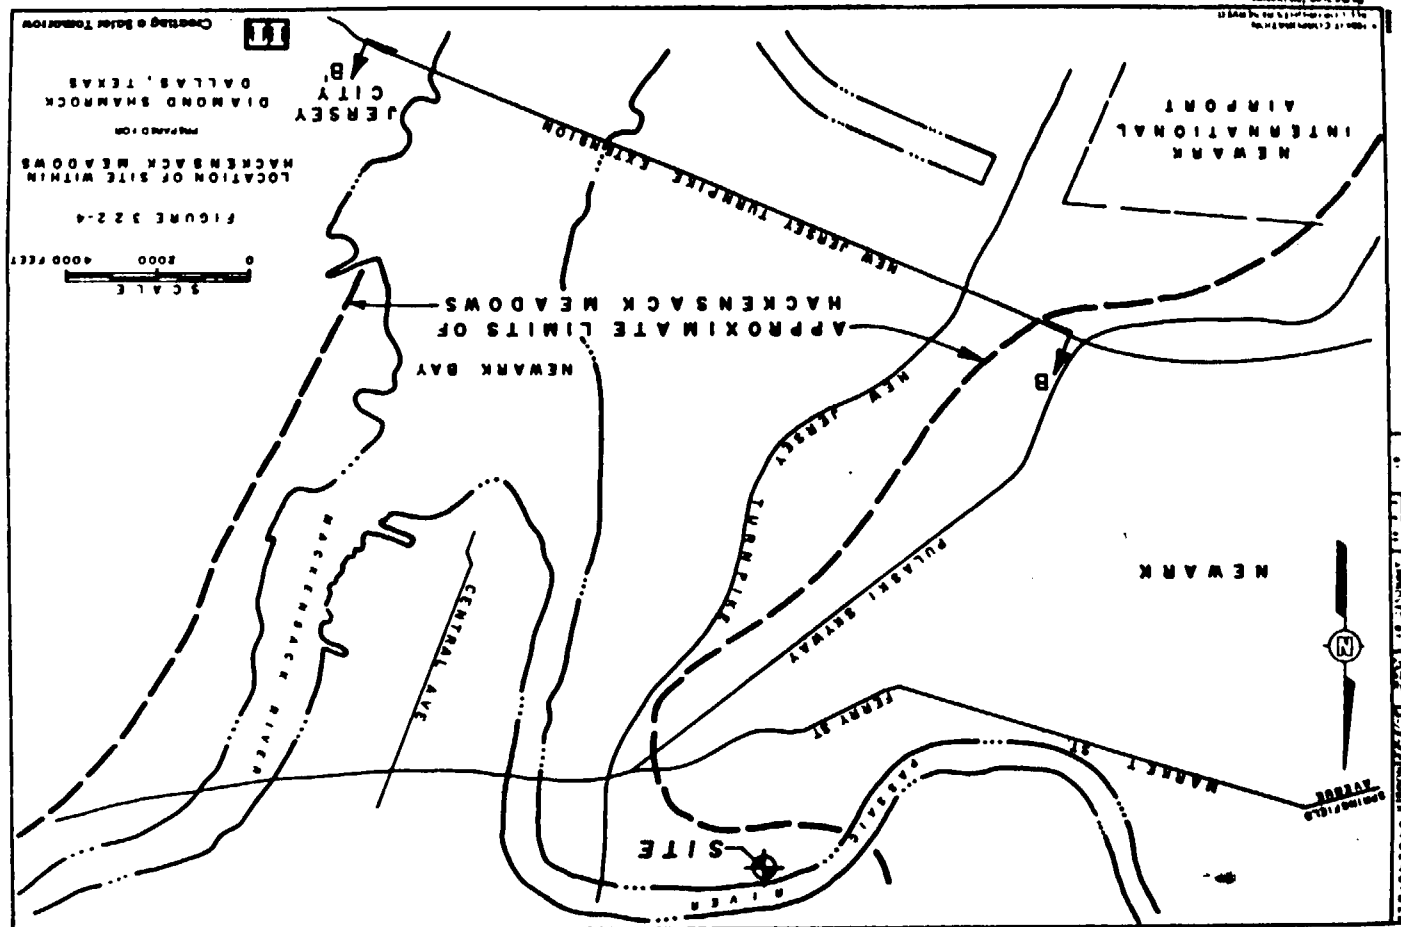 SPRINGFIELD
AVENUE
MARKET
ST
FERRY ST
PASSAIC
RIVER
SITE
N
NEWARK
PULASKI SKYWAY
NEW JERSEY
TURNPIKE
CENTRAL AVE
HACKENSACK RIVER
B
NEWARK BAY
APPROXIMATE LIMITS OF
HACKENSACK MEADOWS
NEW JERSEY TURNPIKE EXTENSION
NEWARK
INTERNATIONAL
AIRPORT
JERSEY
CITY
B'
SCALE
0 2000 4000 FEET
FIGURE 3.2.2-4
LOCATION OF SITE WITHIN
HACKENSACK MEADOWS
PREPARED FOR
DIAMOND SHAMROCK
DALLAS, TEXAS
IT
Creating a Safer Tomorrow